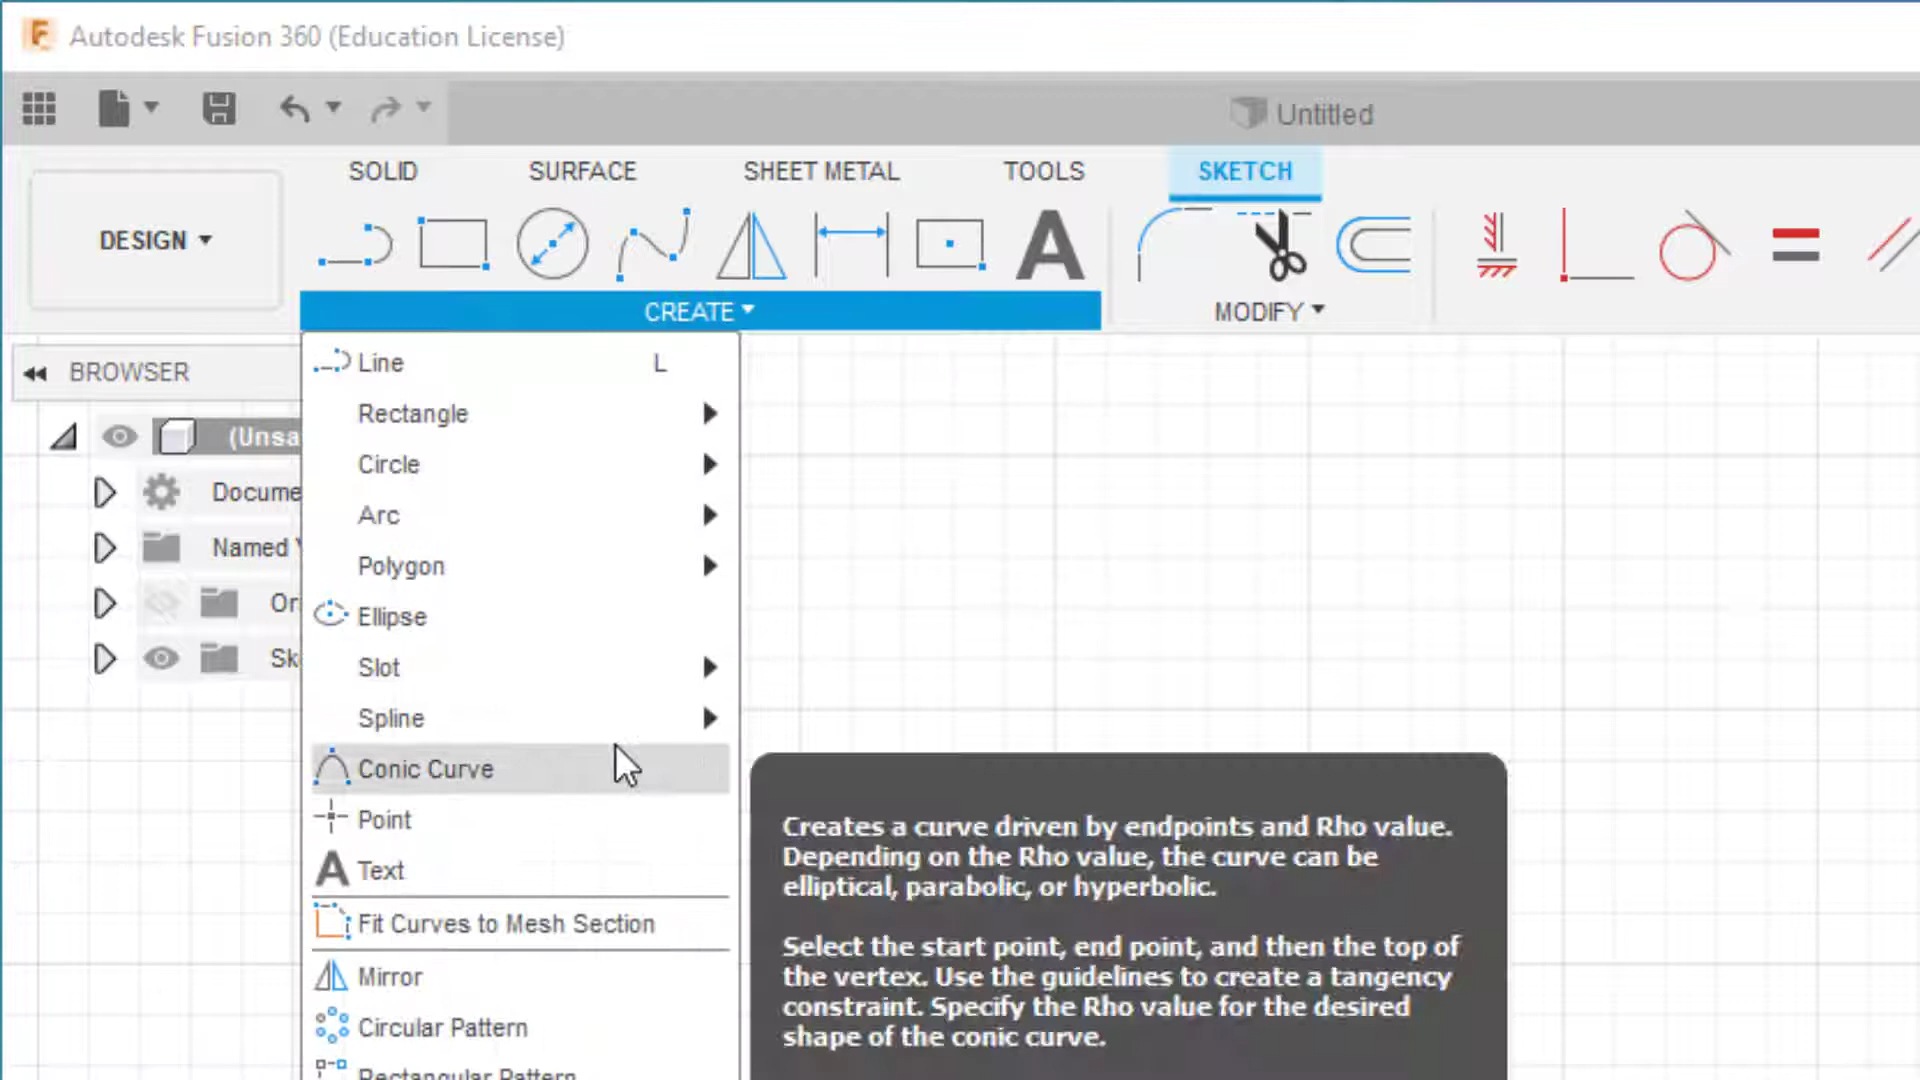 Autodesk Fusion 360 (Education License)
Untitled
SOLID
SURFACE
SHEET METAL
TOOLS
SKETCH
DESIGN
CREATE
MODIFY
BROWSER
(Unsa
Docume
Named
Or
Sk
Line L
Rectangle
Circle
Arc
Polygon
Ellipse
Slot
Spline
Conic Curve
Point
Text
Fit Curves to Mesh Section
Mirror
Circular Pattern
Rectangular Pattern
Creates a curve driven by endpoints and Rho value.
Depending on the Rho value, the curve can be
elliptical, parabolic, or hyperbolic.
Select the start point, end point, and then the top of
the vertex. Use the guidelines to create a tangency
constraint. Specify the Rho value for the desired
shape of the conic curve.